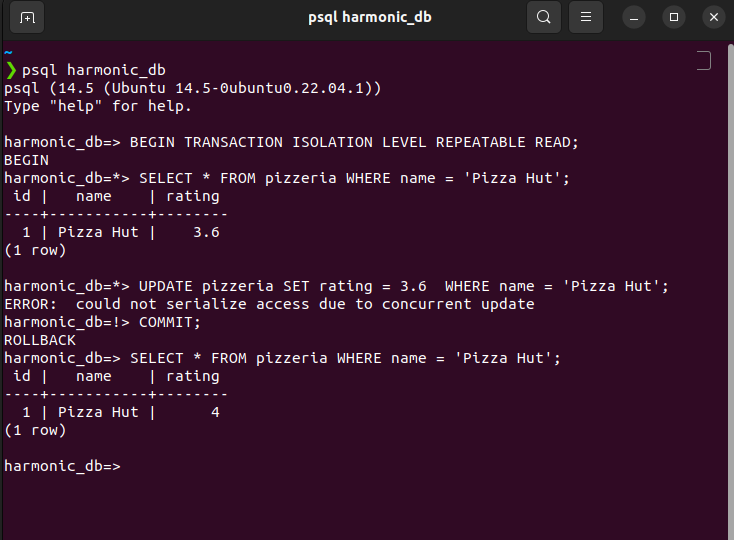 psql harmonic_db
~
❯ psql harmonic_db
psql (14.5 (Ubuntu 14.5-0ubuntu0.22.04.1))
Type "help" for help.

harmonic_db=> BEGIN TRANSACTION ISOLATION LEVEL REPEATABLE READ;
BEGIN
harmonic_db=*> SELECT * FROM pizzeria WHERE name = 'Pizza Hut';
 id |   name    | rating
----+-----------+--------
  1 | Pizza Hut |    3.6
(1 row)

harmonic_db=*> UPDATE pizzeria SET rating = 3.6  WHERE name = 'Pizza Hut';
ERROR:  could not serialize access due to concurrent update
harmonic_db=!> COMMIT;
ROLLBACK
harmonic_db=> SELECT * FROM pizzeria WHERE name = 'Pizza Hut';
 id |   name    | rating
----+-----------+--------
  1 | Pizza Hut |      4
(1 row)

harmonic_db=>